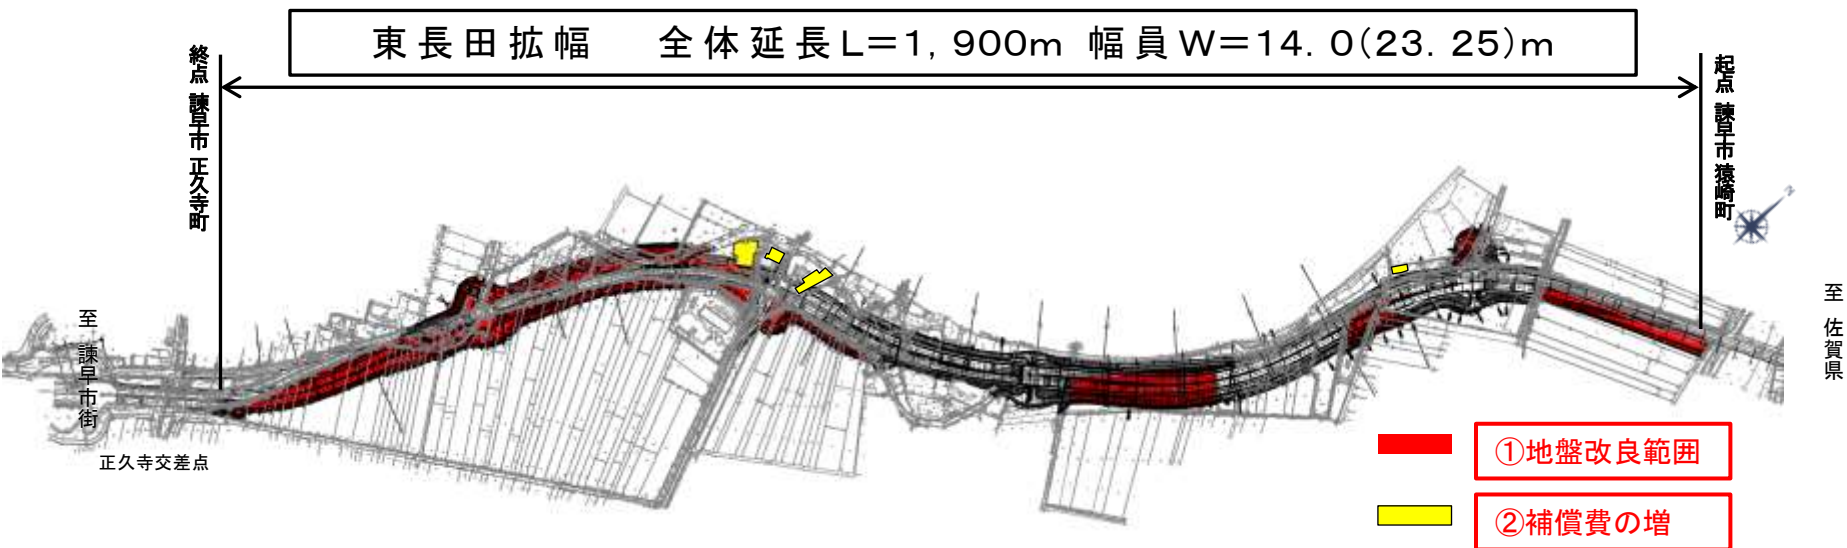 東長田拡幅　全体延長L=1,900m 幅員W=14.0(23.25)m
終点 諫早市 正久寺町
起点 諫早市 猿崎町
至 諫早市街
正久寺交差点
至 佐賀県
①地盤改良範囲
②補償費の増